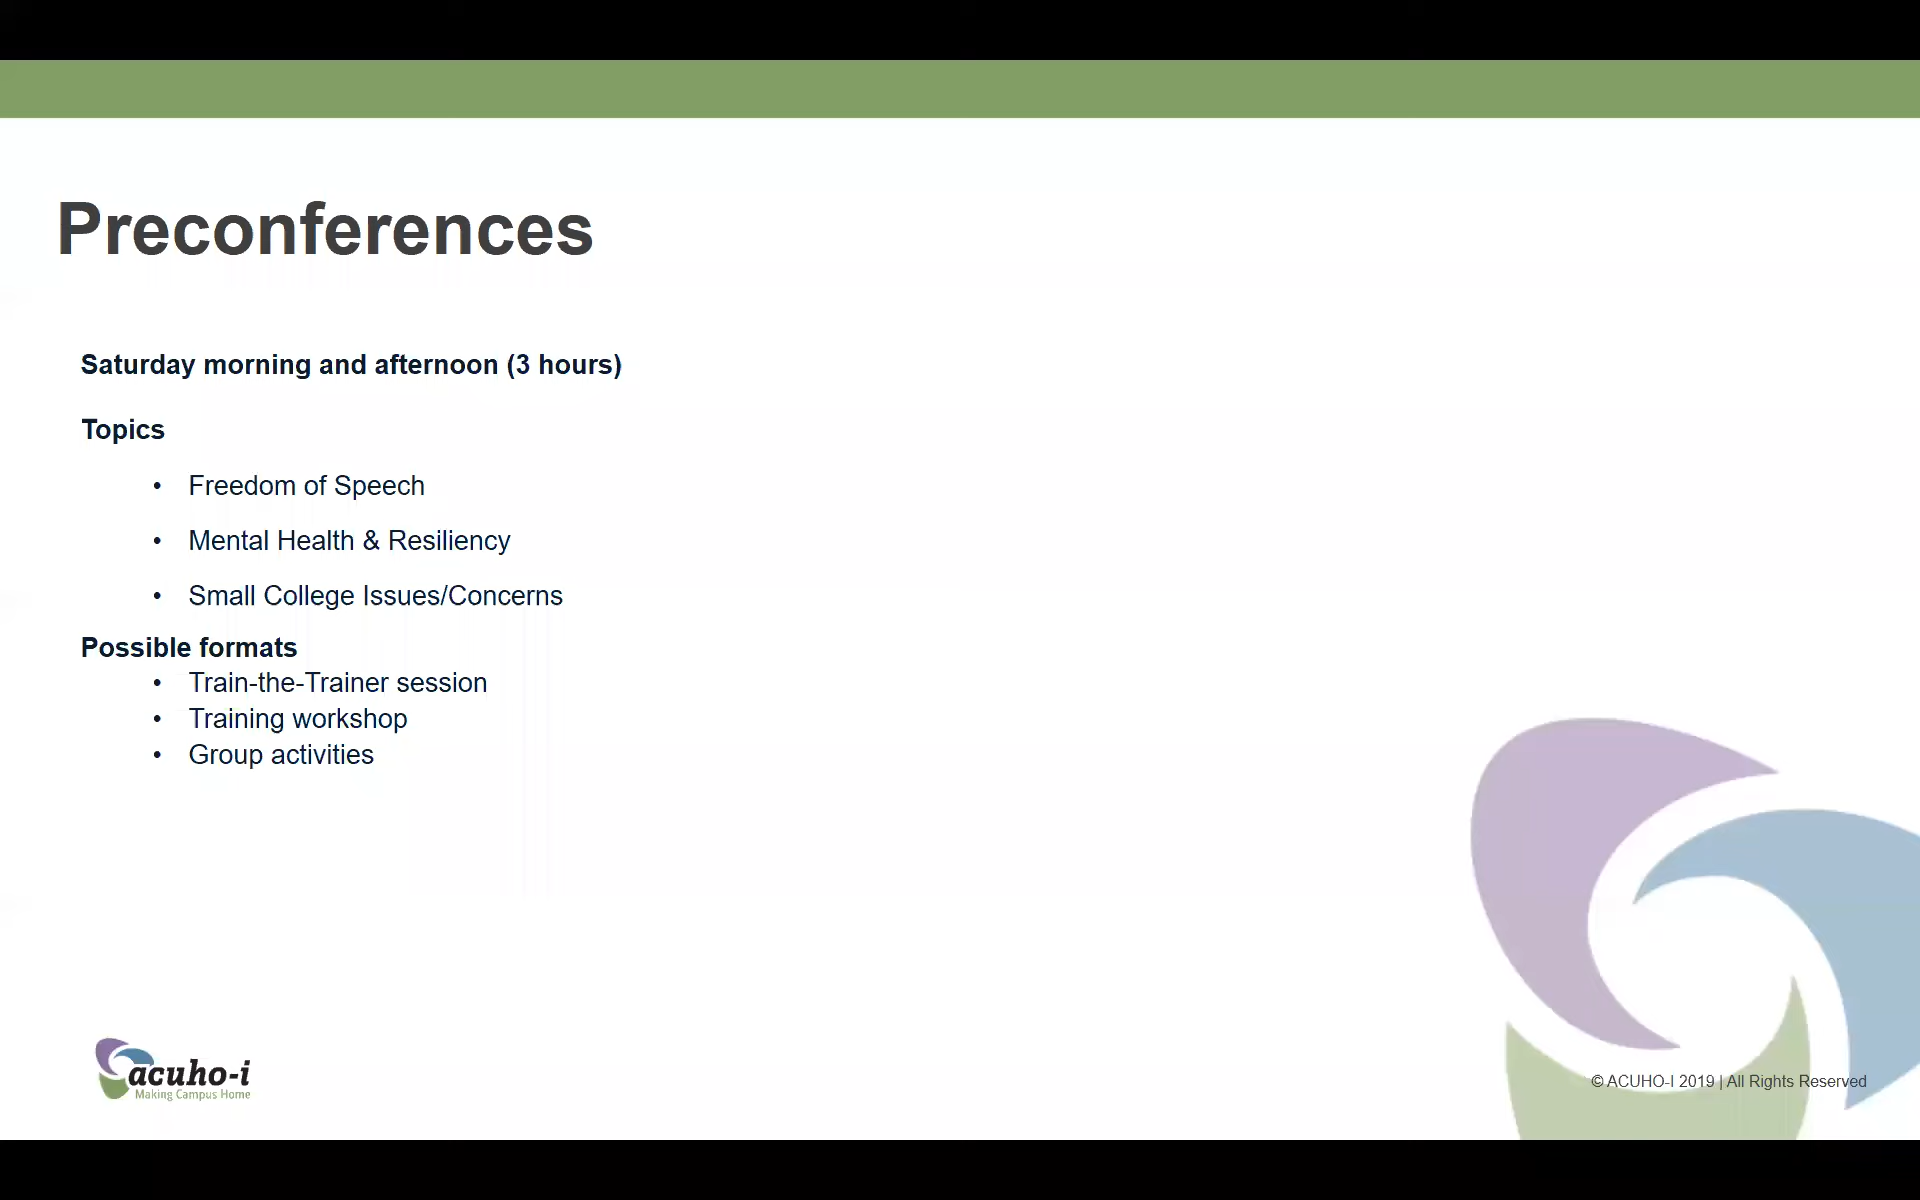 Preconferences
Saturday morning and afternoon (3 hours)
Topics
• Freedom of Speech
• Mental Health & Resiliency
• Small College Issues/Concerns
Possible formats
• Train-the-Trainer session
• Training workshop
• Group activities
acuho-i
Making Campus Home
© ACUHO-I 2019 | All Rights Reserved